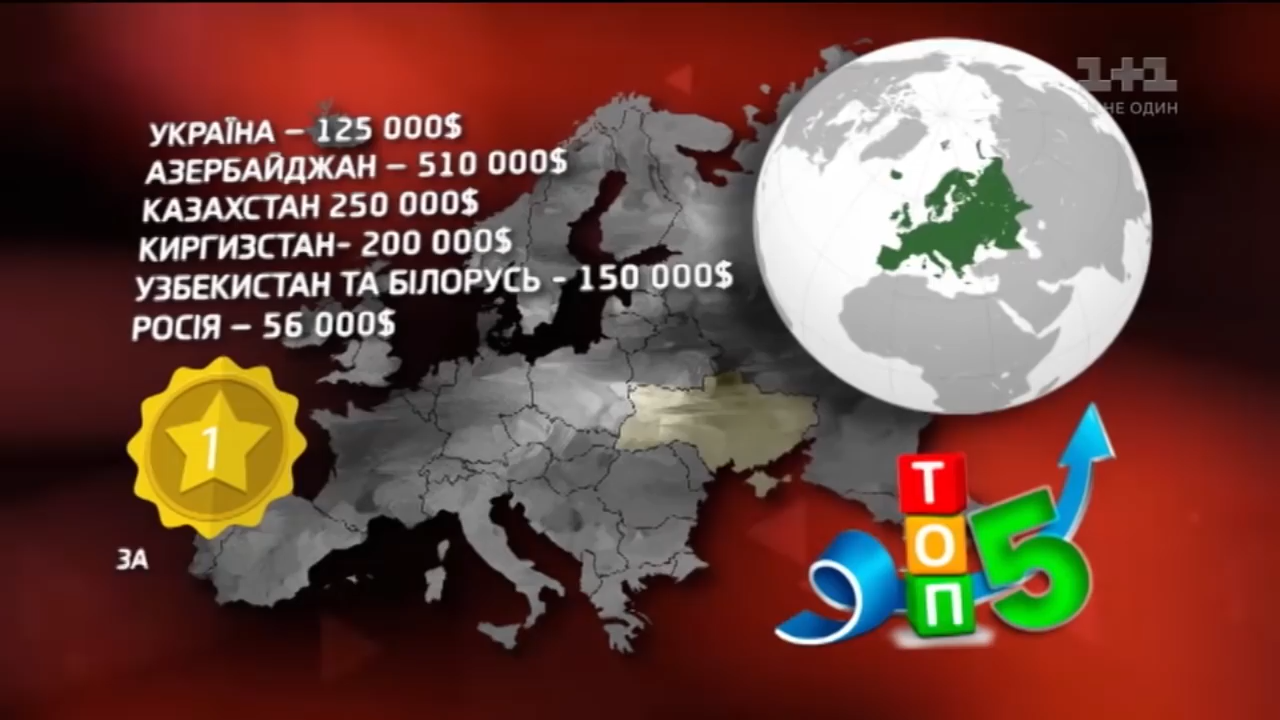 1+1
НЕ ОДИН
УКРАЇНА – 125 000$
АЗЕРБАЙДЖАН – 510 000$
КАЗАХСТАН 250 000$
КИРГИЗСТАН- 200 000$
УЗБЕКИСТАН ТА БІЛОРУСЬ - 150 000$
РОСІЯ – 56 000$
1
ЗА
ТОП
5